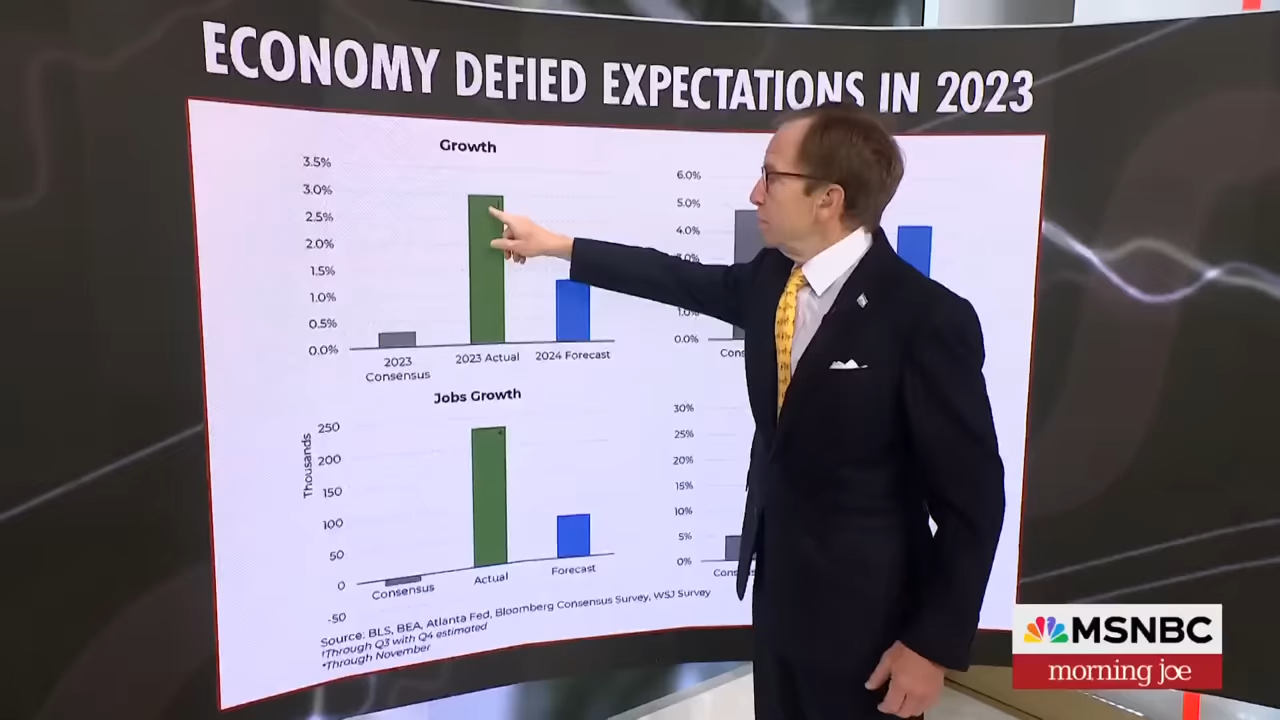 ECONOMY DEFIED EXPECTATIONS IN 2023
Growth
3.5%
3.0%
2.5%
2.0%
1.5%
1.0%
0.5%
0.0%
2023
Consensus
2023 Actual
2024 Forecast
6.0%
5.0%
4.0%
3.0%
1.0%
0.0%
Cons
Jobs Growth
Thousands
250
200
150
100
50
0
-50
Consensus
Actual
Forecast
30%
25%
20%
15%
10%
5%
0%
Cons
Source: BLS, BEA, Atlanta Fed, Bloomberg Consensus Survey, WSJ Survey
†Through Q3 with Q4 estimated
*Through November
MSNBC
morning joe